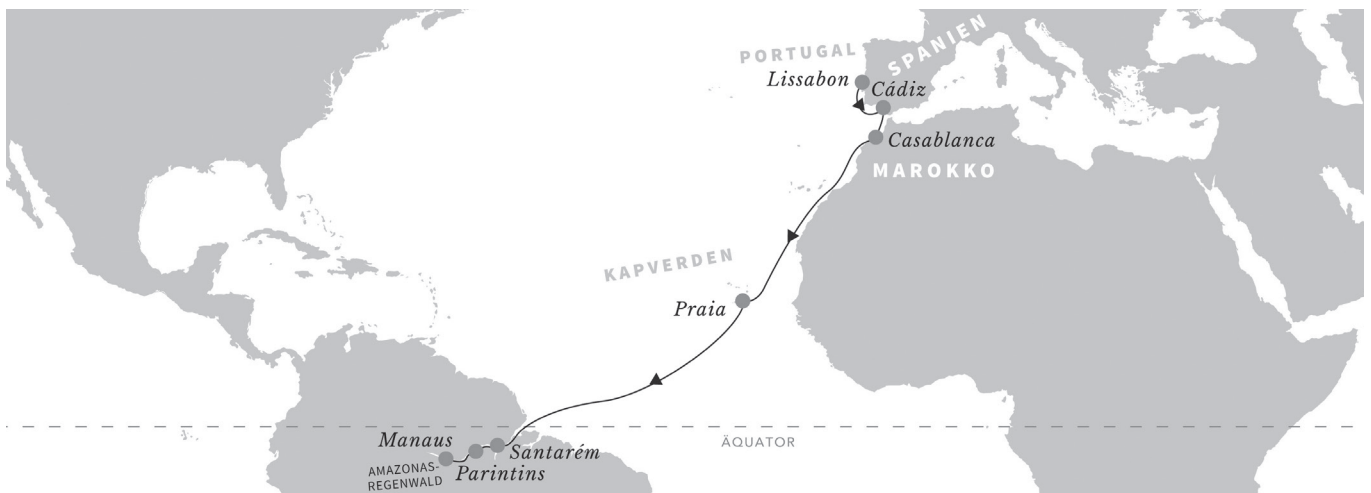 PORTUGAL
SPANIEN
Lissabon
Cádiz
Casablanca
MAROKKO
KAPVERDEN
Praia
ÄQUATOR
Manaus
Santarém
AMAZONAS-
REGENWALD
Parintins